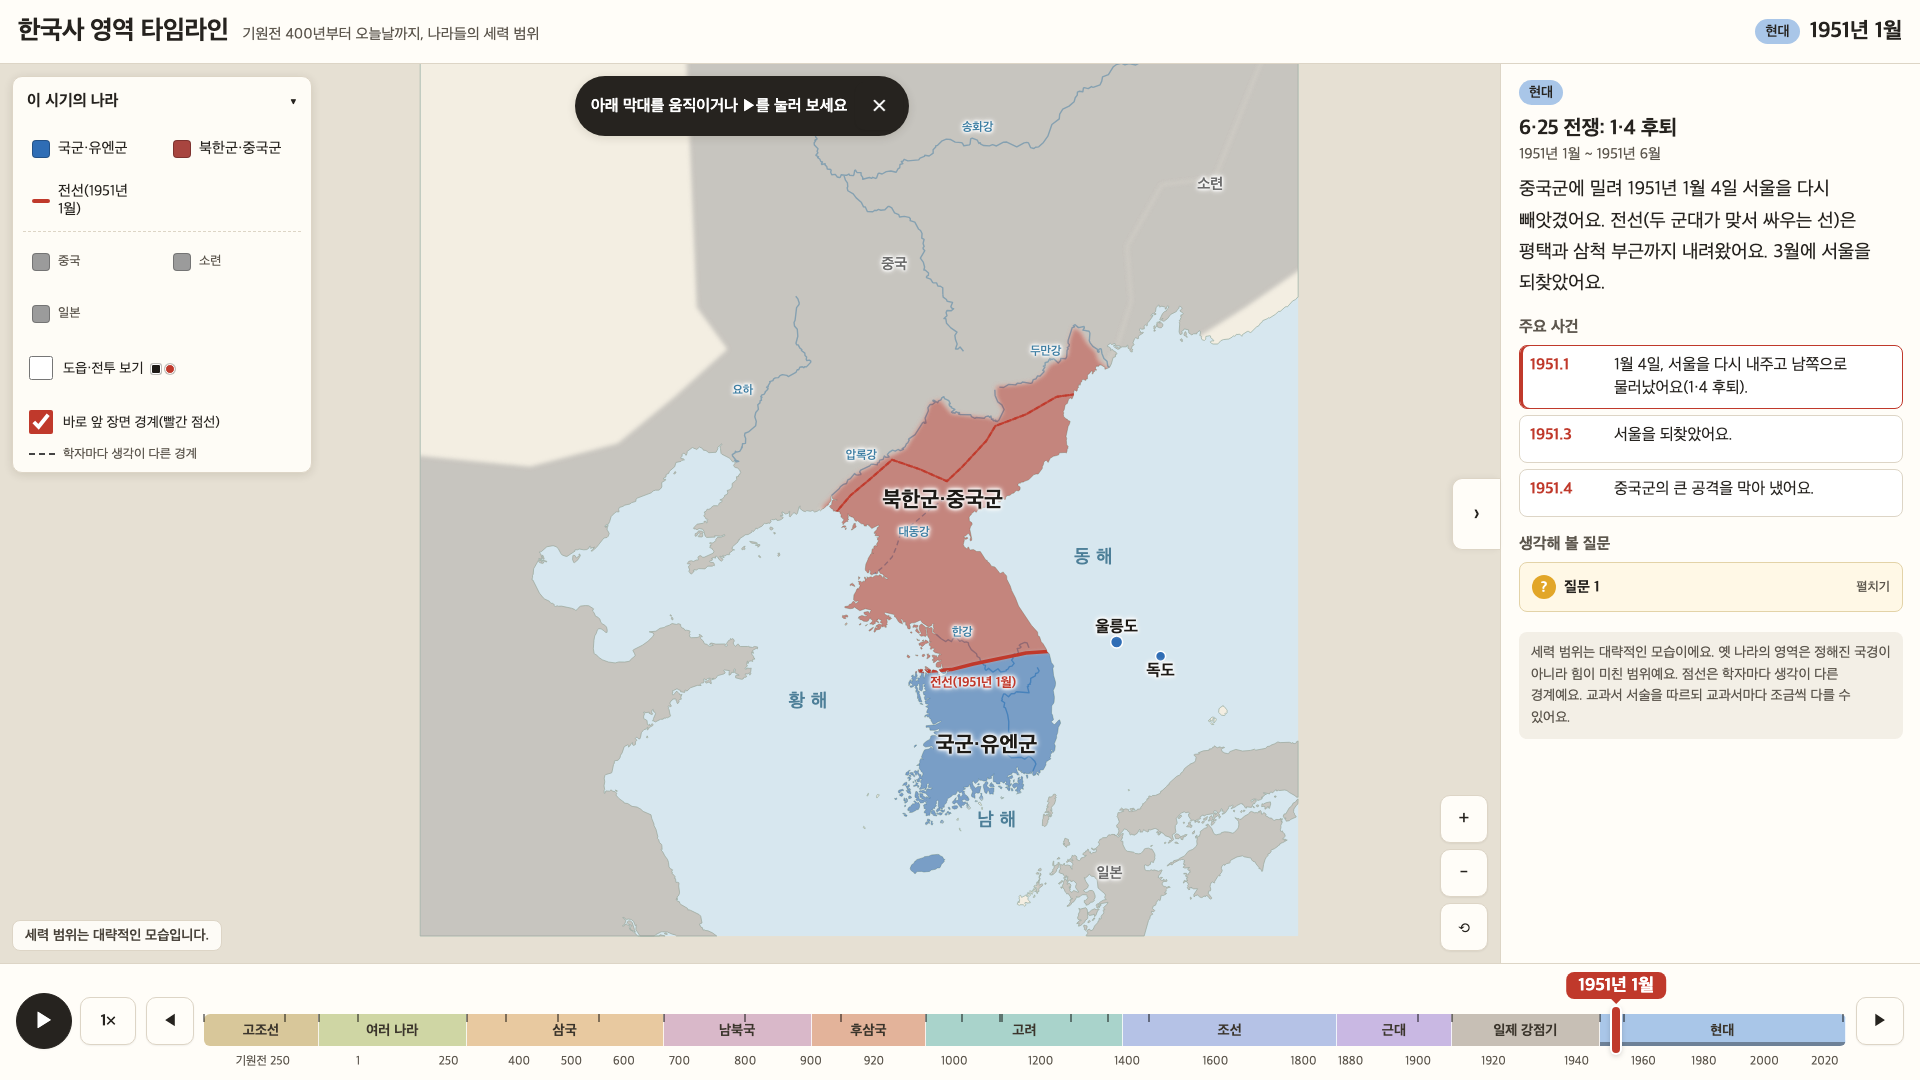 한국사 영역 타임라인 기원전 400년부터 오늘날까지, 나라들의 세력 범위
현대 1951년 1월
이 시기의 나라 ▼
국군·유엔군 북한군·중국군
전선(1951년
1월)
중국 소련
일본
도읍·전투 보기
바로 앞 장면 경계(빨간 점선)
학자마다 생각이 다른 경계
아래 막대를 움직이거나 ▶를 눌러 보세요 ✕
송화강
소련
중국
두만강
요하
압록강
북한군·중국군
대동강
동 해
울릉도
한강
독도
전선(1951년 1월)
황 해
국군·유엔군
남 해
일본
세력 범위는 대략적인 모습입니다.
›
+
−
⟲
현대
6·25 전쟁: 1·4 후퇴
1951년 1월 ~ 1951년 6월
중국군에 밀려 1951년 1월 4일 서울을 다시
빼앗겼어요. 전선(두 군대가 맞서 싸우는 선)은
평택과 삼척 부근까지 내려왔어요. 3월에 서울을
되찾았어요.
주요 사건
1951.1 1월 4일, 서울을 다시 내주고 남쪽으로
물러났어요(1·4 후퇴).
1951.3 서울을 되찾았어요.
1951.4 중국군의 큰 공격을 막아 냈어요.
생각해 볼 질문
? 질문 1 펼치기
세력 범위는 대략적인 모습이에요. 옛 나라의 영역은 정해진 국경이
아니라 힘이 미친 범위예요. 점선은 학자마다 생각이 다른
경계예요. 교과서 서술을 따르되 교과서마다 조금씩 다를 수
있어요.
1951년 1월
▶ 1× ◀ ▶
고조선 여러 나라 삼국 남북국 후삼국 고려 조선 근대 일제 강점기 현대
기원전 250 1 250 400 500 600 700 800 900 920 1000 1200 1400 1600 1800 1880 1900 1920 1940 1960 1980 2000 2020